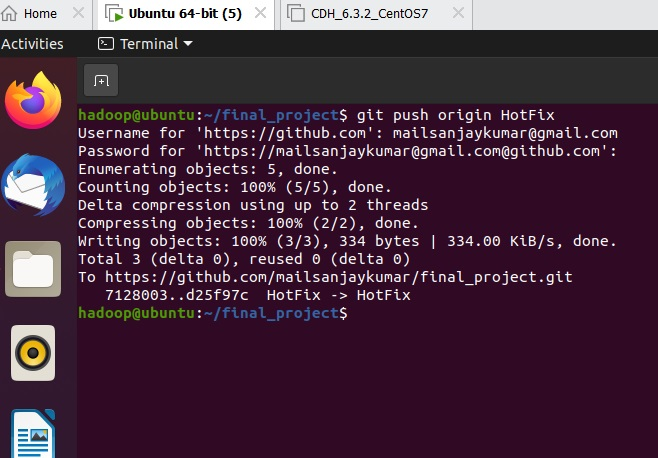 Home
Ubuntu 64-bit (5)
CDH_6.3.2_CentOS7
Activities
Terminal
hadoop@ubuntu:~/final_project$ git push origin HotFix
Username for 'https://github.com': mailsanjaykumar@gmail.com
Password for 'https://mailsanjaykumar@gmail.com@github.com':
Enumerating objects: 5, done.
Counting objects: 100% (5/5), done.
Delta compression using up to 2 threads
Compressing objects: 100% (2/2), done.
Writing objects: 100% (3/3), 334 bytes | 334.00 KiB/s, done.
Total 3 (delta 0), reused 0 (delta 0)
To https://github.com/mailsanjaykumar/final_project.git
   7128003..d25f97c  HotFix -> HotFix
hadoop@ubuntu:~/final_project$